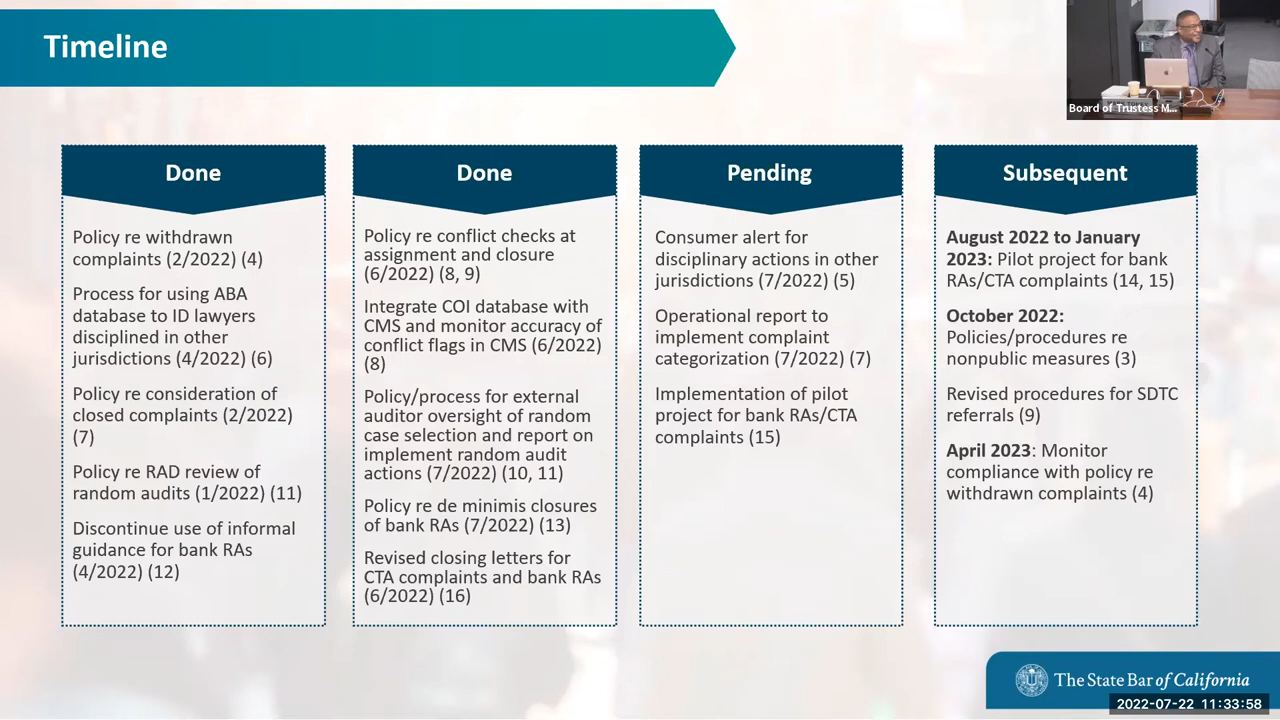 Timeline
Board of Trustess M...
Done
Policy re withdrawn
complaints (2/2022) (4)
Process for using ABA
database to ID lawyers
disciplined in other
jurisdictions (4/2022) (6)
Policy re consideration of
closed complaints (2/2022)
(7)
Policy re RAD review of
random audits (1/2022) (11)
Discontinue use of informal
guidance for bank RAs
(4/2022) (12)
Done
Policy re conflict checks at
assignment and closure
(6/2022) (8, 9)
Integrate COI database with
CMS and monitor accuracy of
conflict flags in CMS (6/2022)
(8)
Policy/process for external
auditor oversight of random
case selection and report on
implement random audit
actions (7/2022) (10, 11)
Policy re de minimis closures
of bank RAs (7/2022) (13)
Revised closing letters for
CTA complaints and bank RAs
(6/2022) (16)
Pending
Consumer alert for
disciplinary actions in other
jurisdictions (7/2022) (5)
Operational report to
implement complaint
categorization (7/2022) (7)
Implementation of pilot
project for bank RAs/CTA
complaints (15)
Subsequent
August 2022 to January
2023: Pilot project for bank
RAs/CTA complaints (14, 15)
October 2022:
Policies/procedures re
nonpublic measures (3)
Revised procedures for SDTC
referrals (9)
April 2023: Monitor
compliance with policy re
withdrawn complaints (4)
The State Bar of California
2022-07-22 11:33:58